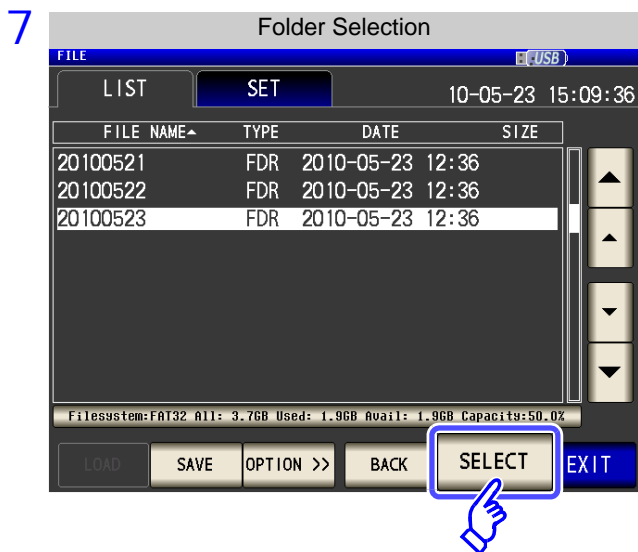 7
Folder Selection
FILE USB
LIST SET 10-05-23 15:09:36
FILE NAME TYPE DATE SIZE
20100521 FDR 2010-05-23 12:36
20100522 FDR 2010-05-23 12:36
20100523 FDR 2010-05-23 12:36
Filesystem:FAT32 All: 3.7GB Used: 1.9GB Avail: 1.9GB Capacity:50.0%
LOAD SAVE OPTION >> BACK SELECT EXIT